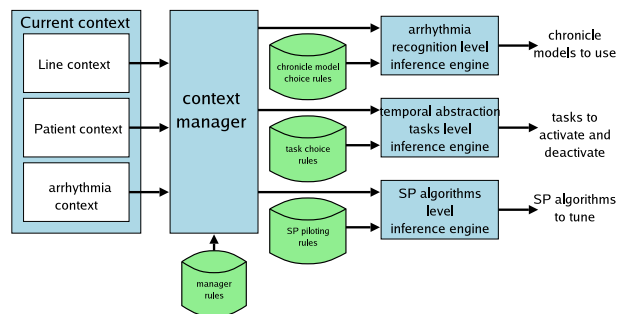 Current context
Line context
Patient context
arrhythmia
context
context
manager
manager
rules
chronicle model
choice rules
task choice
rules
SP piloting
rules
arrhythmia
recognition level
inference engine
temporal abstraction
tasks level
inference engine
SP algorithms
level
inference engine
chronicle
models to use
tasks to
activate and
deactivate
SP algorithms
to tune